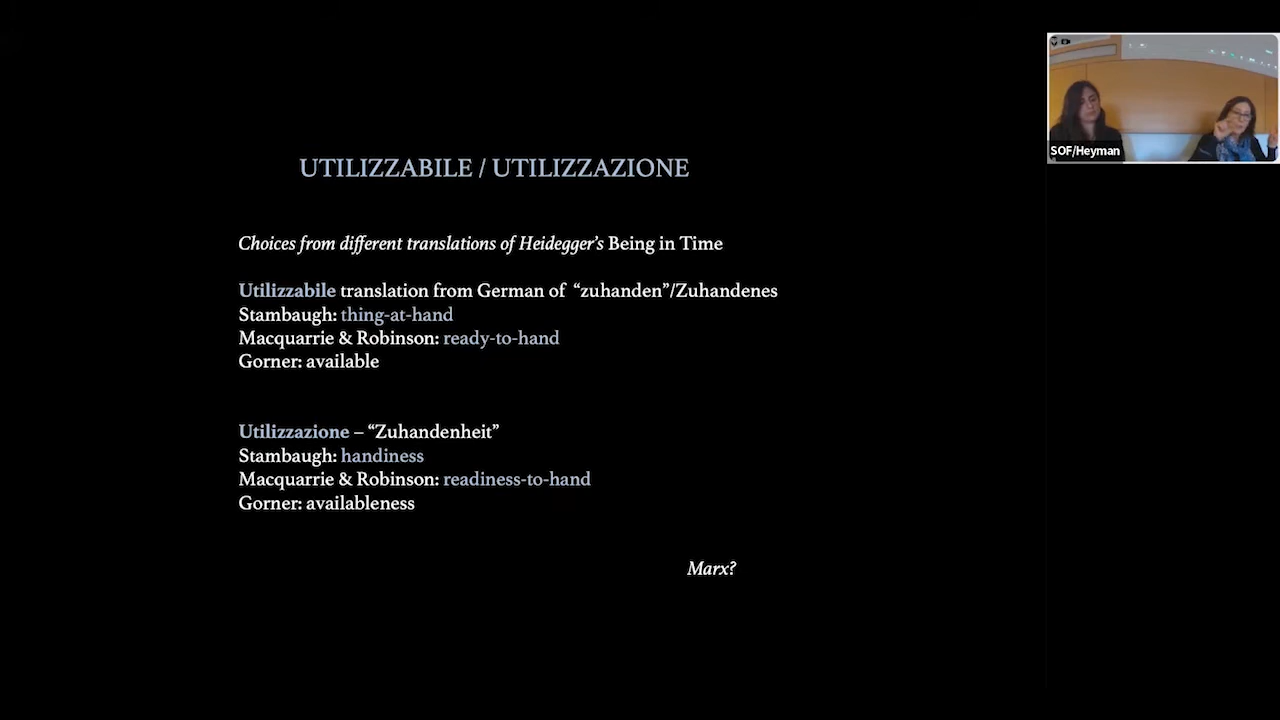 UTILIZZABILE / UTILIZZAZIONE
Choices from different translations of Heidegger’s Being in Time
Utilizzabile translation from German of “zuhanden”/Zuhandenes
Stambaugh: thing-at-hand
Macquarrie & Robinson: ready-to-hand
Gorner: available
Utilizzazione – “Zuhandenheit”
Stambaugh: handiness
Macquarrie & Robinson: readiness-to-hand
Gorner: availableness
Marx?
SOF/Heyman